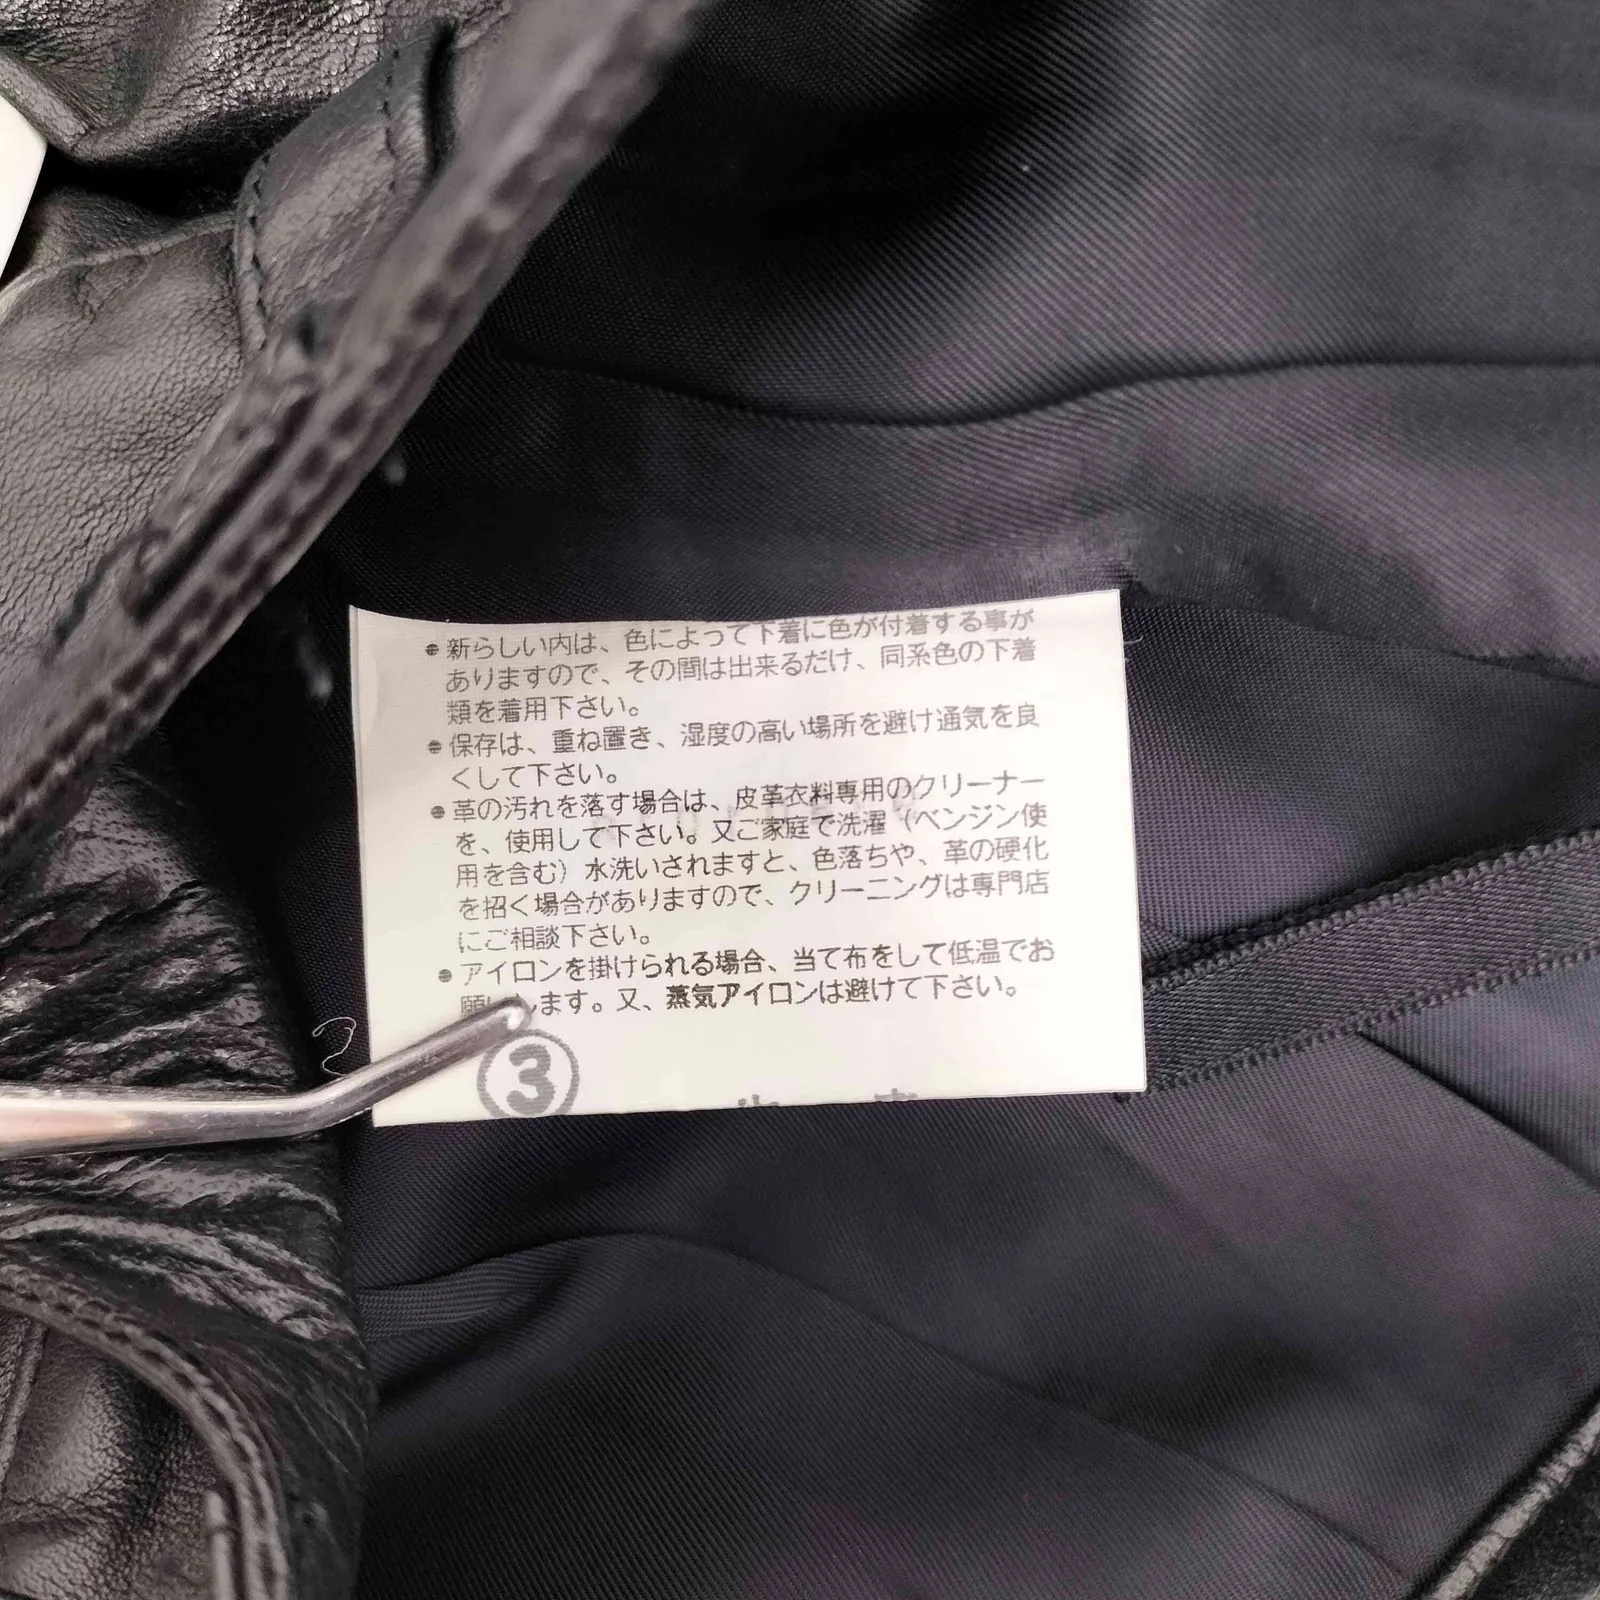 ●新らしい内は、色によって下着に色が付着する事が
ありますので、その間は出来るだけ、同系色の下着
類を着用下さい。
●保存は、重ね置き、湿度の高い場所を避け通気を良
くして下さい。
●革の汚れを落す場合は、皮革衣料専用のクリーナー
を、使用して下さい。又ご家庭で洗濯（ベンジン使
用を含む）水洗いされますと、色落ちや、革の硬化
を招く場合がありますので、クリーニングは専門店
にご相談下さい。
●アイロンを掛けられる場合、当て布をして低温でお
願いします。又、蒸気アイロンは避けて下さい。
③